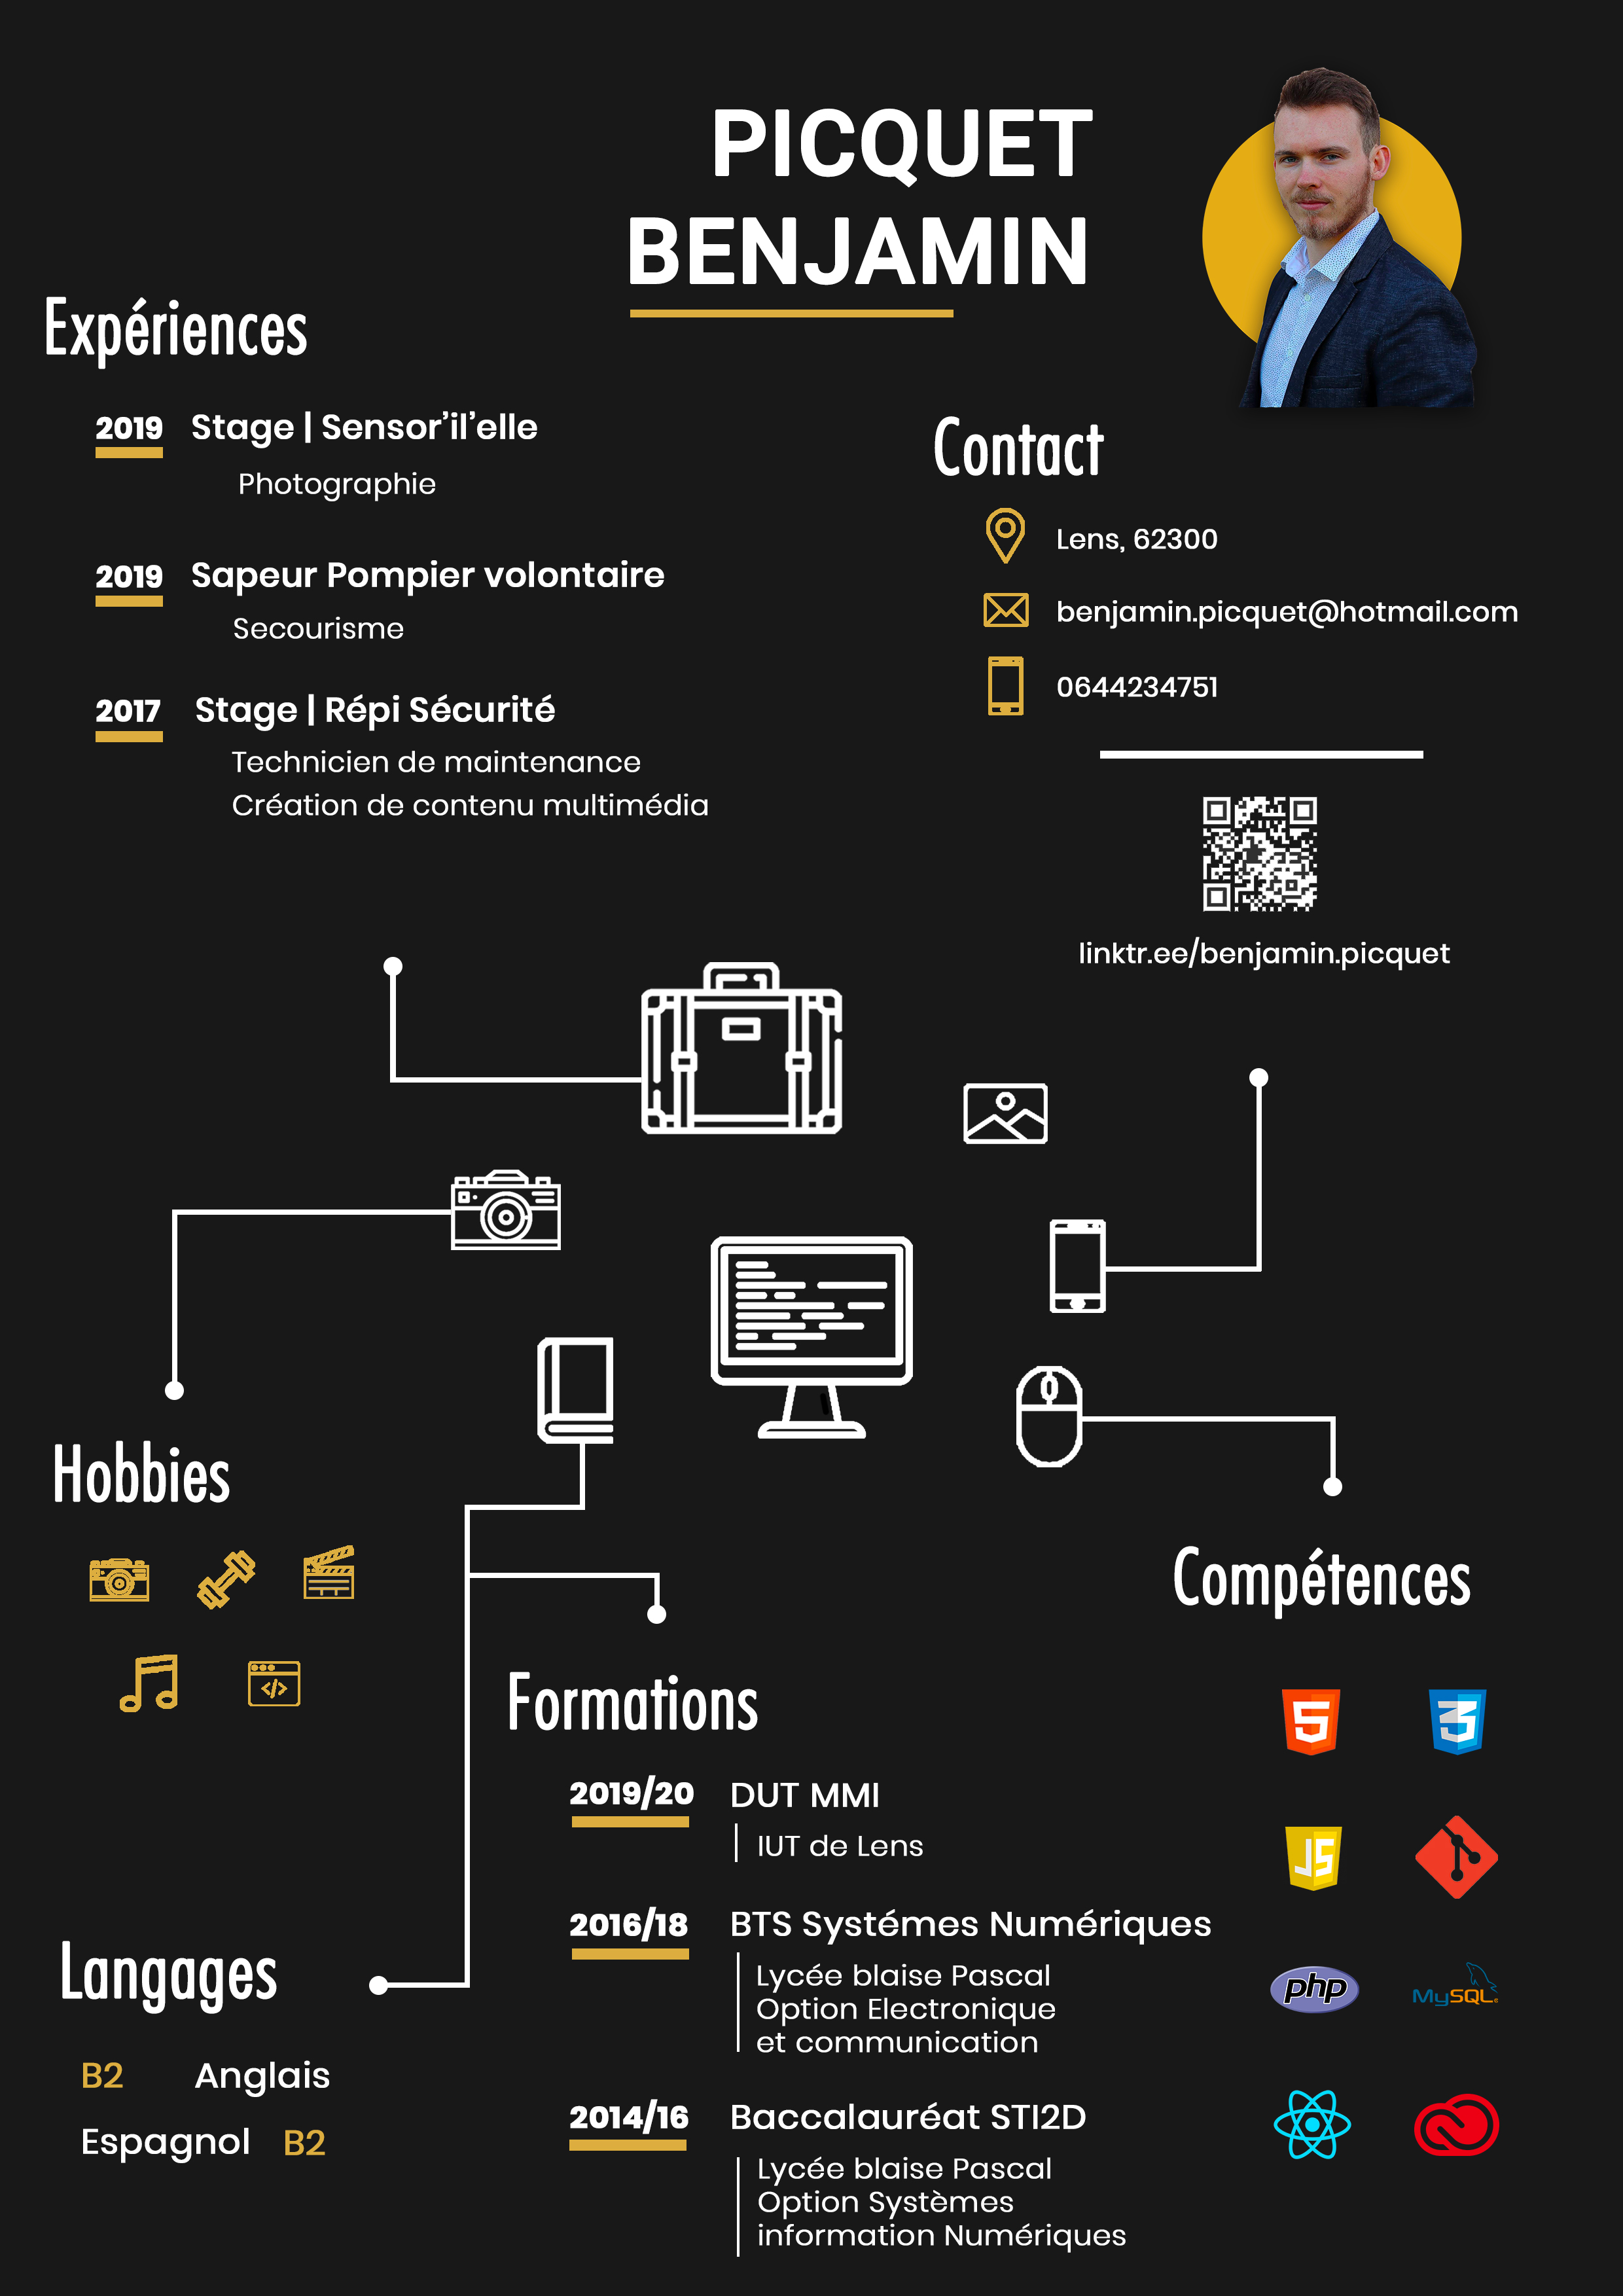 PICQUET
BENJAMIN
Expériences
2019 Stage | Sensor’il’elle
Photographie
2019 Sapeur Pompier volontaire
Secourisme
2017 Stage | Répi Sécurité
Technicien de maintenance
Création de contenu multimédia
Contact
Lens, 62300
benjamin.picquet@hotmail.com
0644234751
linktr.ee/benjamin.picquet
Hobbies
</>
Langages
B2 Anglais
Espagnol B2
Formations
2019/20 DUT MMI
IUT de Lens
2016/18 BTS Systémes Numériques
Lycée blaise Pascal
Option Electronique
et communication
2014/16 Baccalauréat STI2D
Lycée blaise Pascal
Option Systèmes
information Numériques
Compétences
5 3
JS
php MySQL